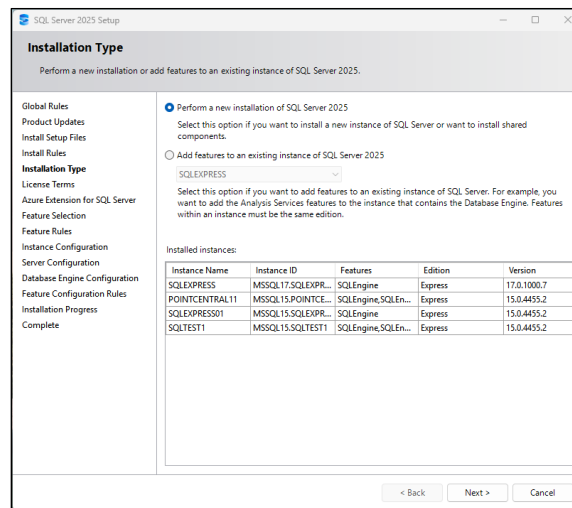 SQL Server 2025 Setup
Installation Type
Perform a new installation or add features to an existing instance of SQL Server 2025.
Global Rules
Product Updates
Install Setup Files
Install Rules
Installation Type
License Terms
Azure Extension for SQL Server
Feature Selection
Feature Rules
Instance Configuration
Server Configuration
Database Engine Configuration
Feature Configuration Rules
Installation Progress
Complete
Perform a new installation of SQL Server 2025
Select this option if you want to install a new instance of SQL Server or want to install shared
components.
Add features to an existing instance of SQL Server 2025
SQLEXPRESS
Select this option if you want to add features to an existing instance of SQL Server. For example, you
want to add the Analysis Services features to the instance that contains the Database Engine. Features
within an instance must be the same edition.
Installed instances:
Instance Name Instance ID Features Edition Version
SQLEXPRESS MSSQL17.SQLEXPR... SQLEngine Express 17.0.1000.7
POINTCENTRAL11 MSSQL15.POINTCE... SQLEngine,SQLEn... Express 15.0.4455.2
SQLEXPRESS01 MSSQL15.SQLEXPR... SQLEngine Express 15.0.4455.2
SQLTEST1 MSSQL15.SQLTEST1 SQLEngine,SQLEn... Express 15.0.4455.2
< Back Next > Cancel